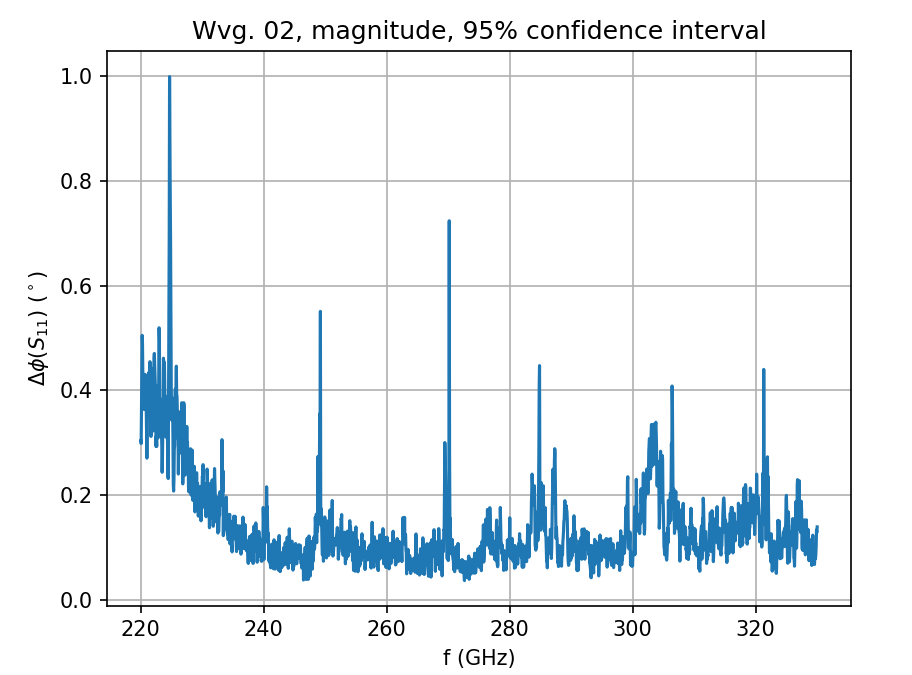 Wvg. 02, magnitude, 95% confidence interval
1.0
0.8
0.6
0.4
0.2
0.0
Δϕ(S₁₁) (°)
220 240 260 280 300 320
f (GHz)